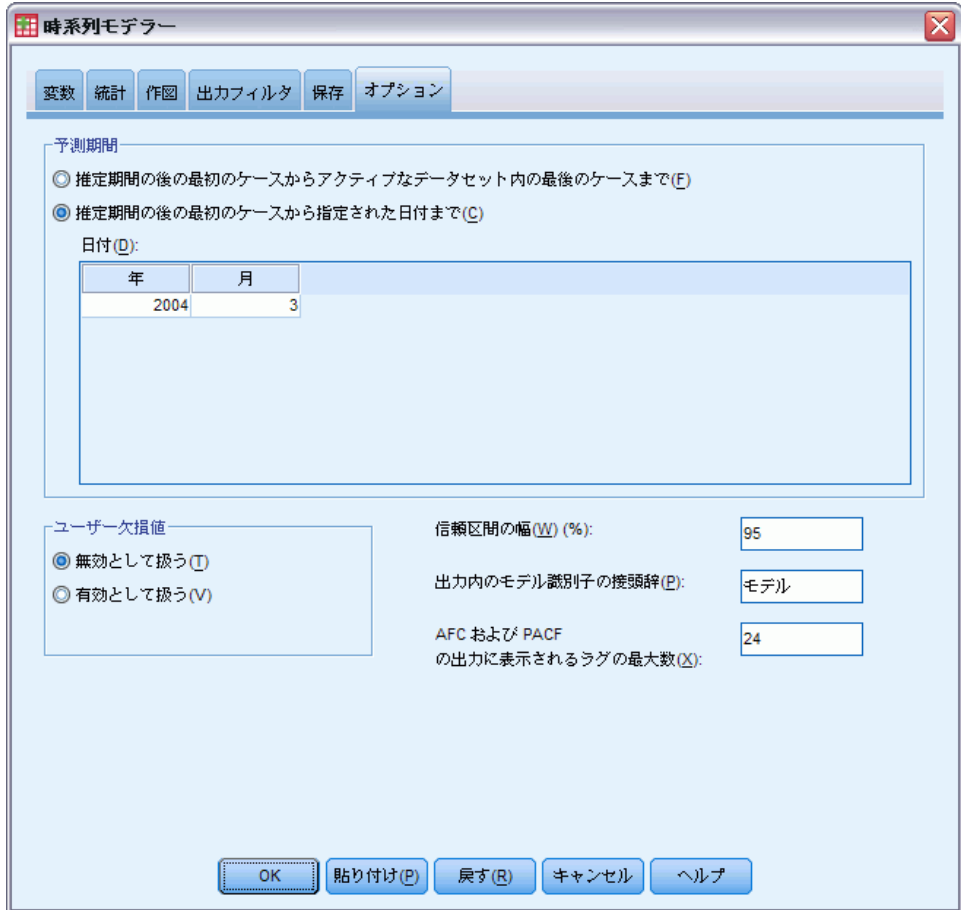 時系列モデラー
変数 統計 作図 出力フィルタ 保存 オプション
予測期間
推定期間の後の最初のケースからアクティブなデータセット内の最後のケースまで(F)
推定期間の後の最初のケースから指定された日付まで(C)
日付(D):
年 月
2004 3
ユーザー欠損値
無効として扱う(T)
有効として扱う(V)
信頼区間の幅(W) (%): 95
出力内のモデル識別子の接頭辞(P): モデル
AFC および PACF
の出力に表示されるラグの最大数(X): 24
OK 貼り付け(P) 戻す(R) キャンセル ヘルプ